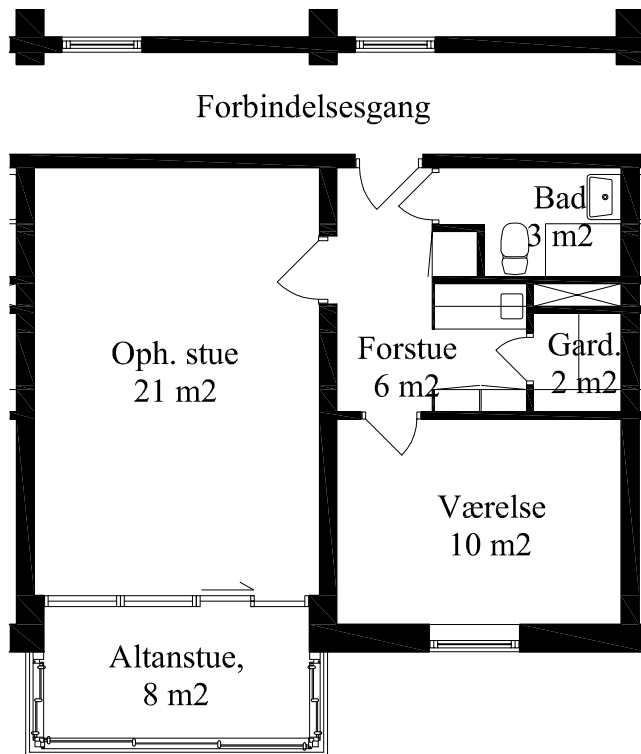 Forbindelsesgang
Bad
3 m2
Oph. stue
21 m2
Forstue
6 m2
Gard.
2 m2
Værelse
10 m2
Altanstue,
8 m2